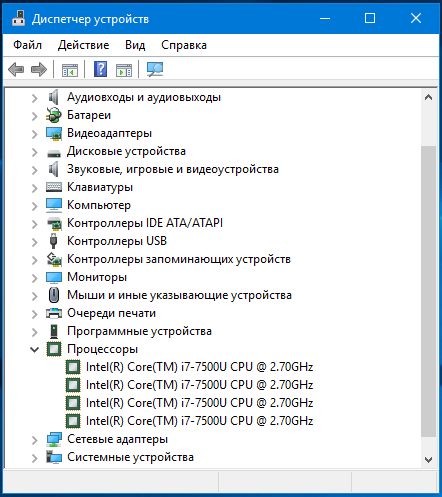 Диспетчер устройств
Файл Действие Вид Справка
Аудиовходы и аудиовыходы
Батареи
Видеоадаптеры
Дисковые устройства
Звуковые, игровые и видеоустройства
Клавиатуры
Компьютер
Контроллеры IDE ATA/ATAPI
Контроллеры USB
Контроллеры запоминающих устройств
Мониторы
Мыши и иные указывающие устройства
Очереди печати
Программные устройства
Процессоры
Intel(R) Core(TM) i7-7500U CPU @ 2.70GHz
Intel(R) Core(TM) i7-7500U CPU @ 2.70GHz
Intel(R) Core(TM) i7-7500U CPU @ 2.70GHz
Intel(R) Core(TM) i7-7500U CPU @ 2.70GHz
Сетевые адаптеры
Системные устройства